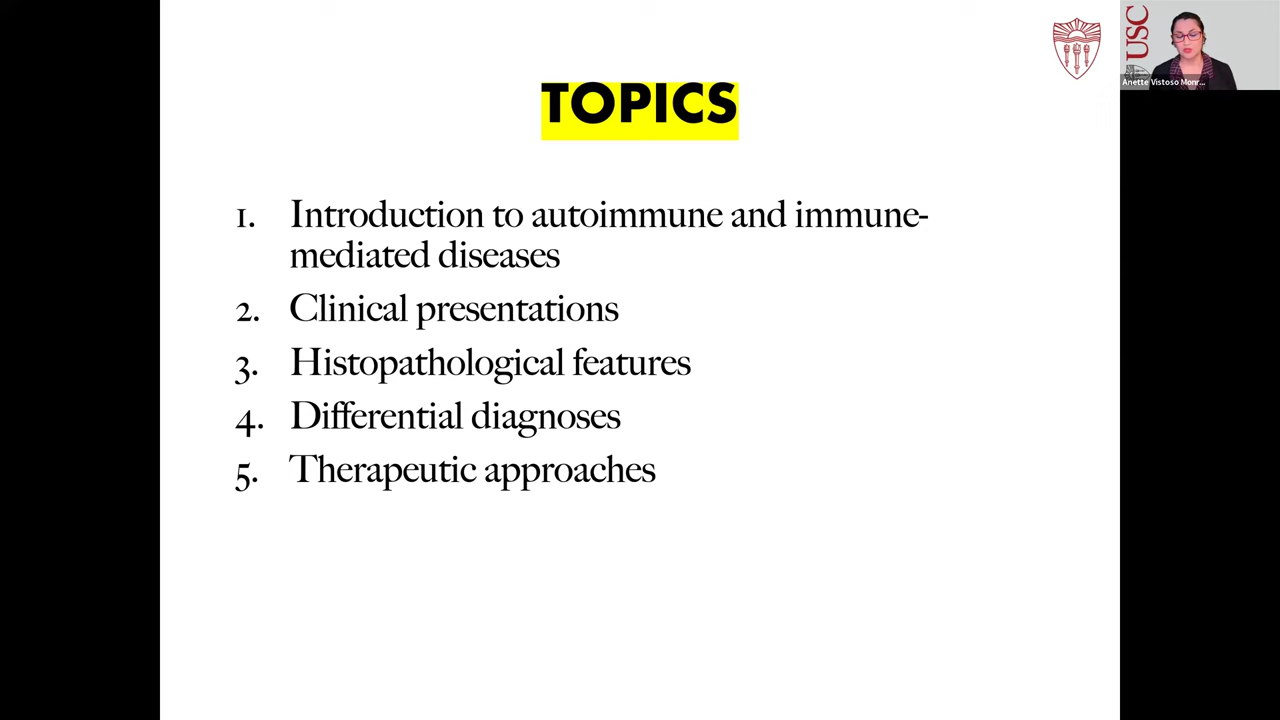 TOPICS
1. Introduction to autoimmune and immune-
mediated diseases
2. Clinical presentations
3. Histopathological features
4. Differential diagnoses
5. Therapeutic approaches
USC
Anette Vistoso Monr...